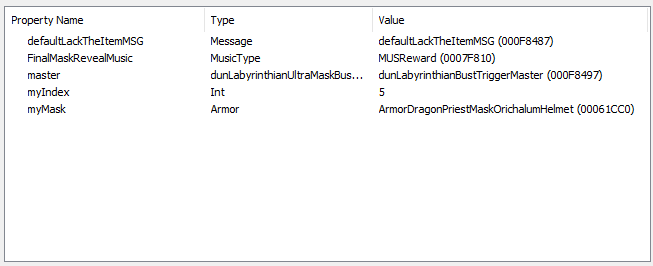 Property Name Type Value
defaultLackTheItemMSG Message defaultLackTheItemMSG (000F8487)
FinalMaskRevealMusic MusicType MUSReward (0007F810)
master dunLabyrinthianUltraMaskBus... dunLabyrinthianBustTriggerMaster (000F8497)
myIndex Int 5
myMask Armor ArmorDragonPriestMaskOrichalumHelmet (00061CC0)